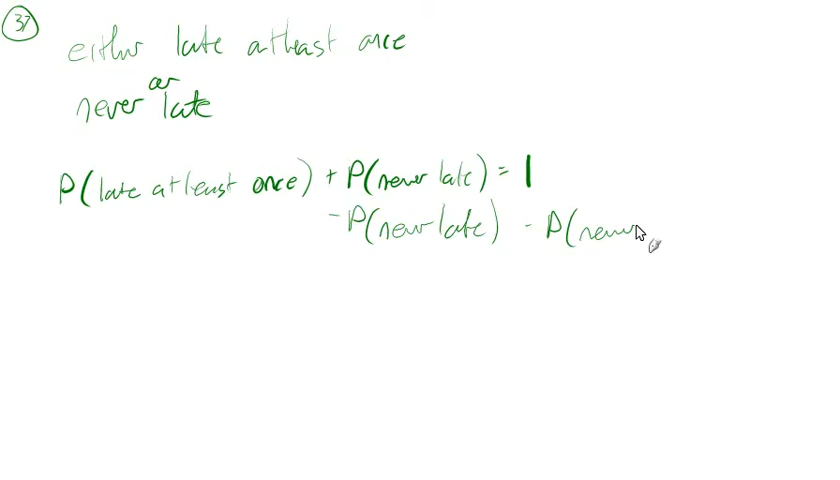 37
either late atleast once
or
never late
P(late atleast once) + P(never late) = 1
- P(never late) - P(never